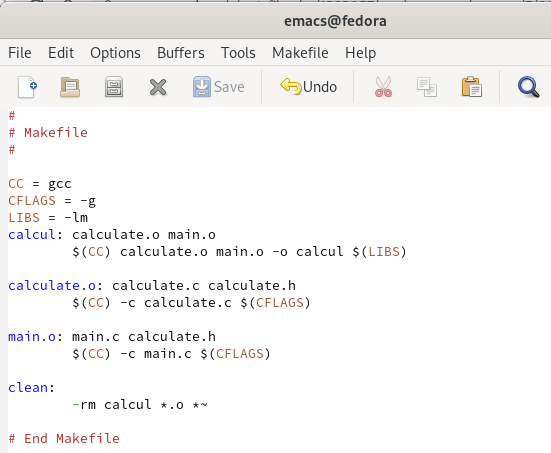 emacs@fedora
File Edit Options Buffers Tools Makefile Help
Save Undo
#
# Makefile
#
CC = gcc
CFLAGS = -g
LIBS = -lm
calcul: calculate.o main.o
$(CC) calculate.o main.o -o calcul $(LIBS)
calculate.o: calculate.c calculate.h
$(CC) -c calculate.c $(CFLAGS)
main.o: main.c calculate.h
$(CC) -c main.c $(CFLAGS)
clean:
-rm calcul *.o *~
# End Makefile